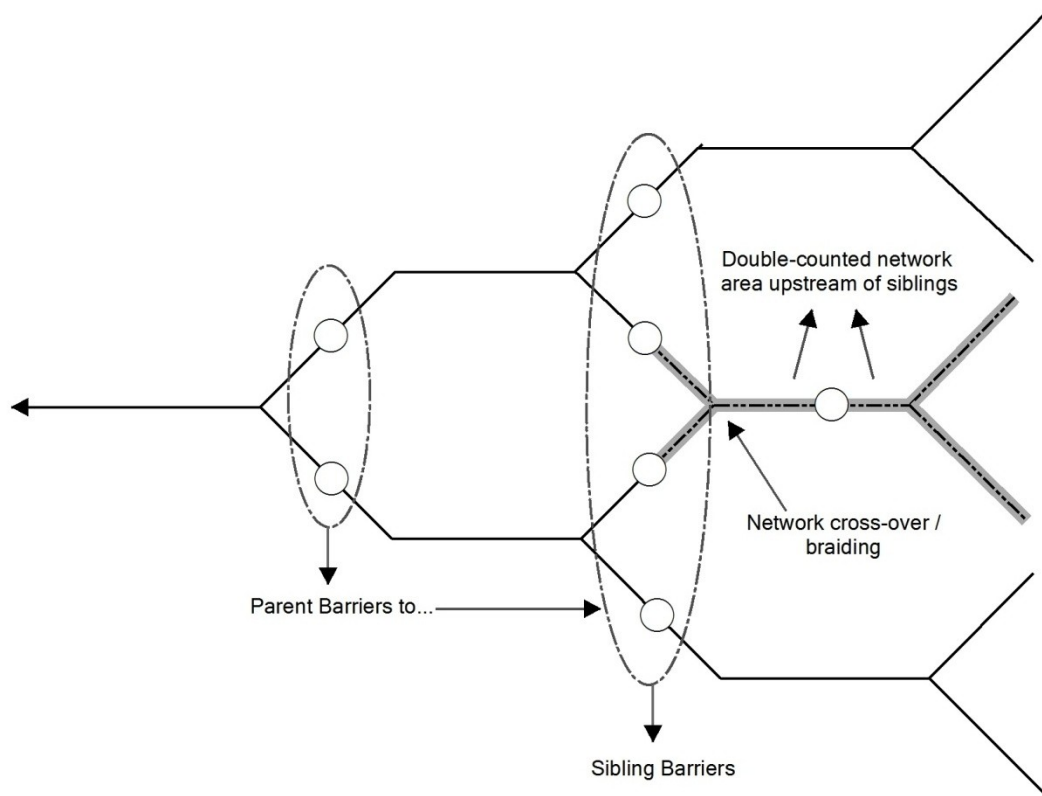 Double-counted network
area upstream of siblings
Network cross-over /
braiding
Parent Barriers to...
Sibling Barriers